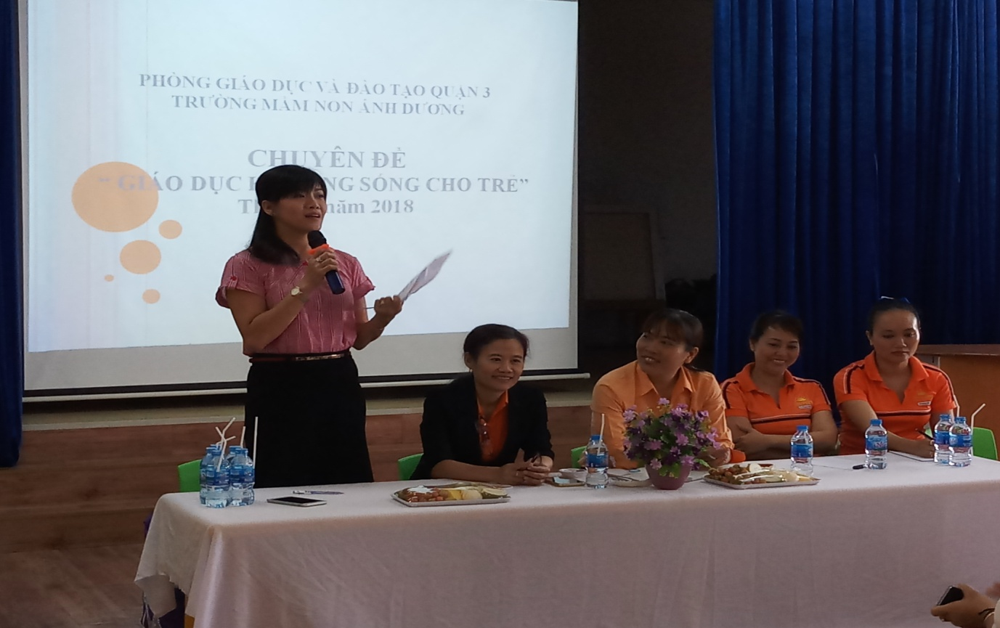 PHÒNG GIÁO DỤC VÀ ĐÀO TẠO QUẬN 3
TRƯỜNG MẦM NON ÁNH DƯƠNG
CHUYÊN ĐỀ
“ GIÁO DỤC SỐNG CHO TRẺ”
năm 2018